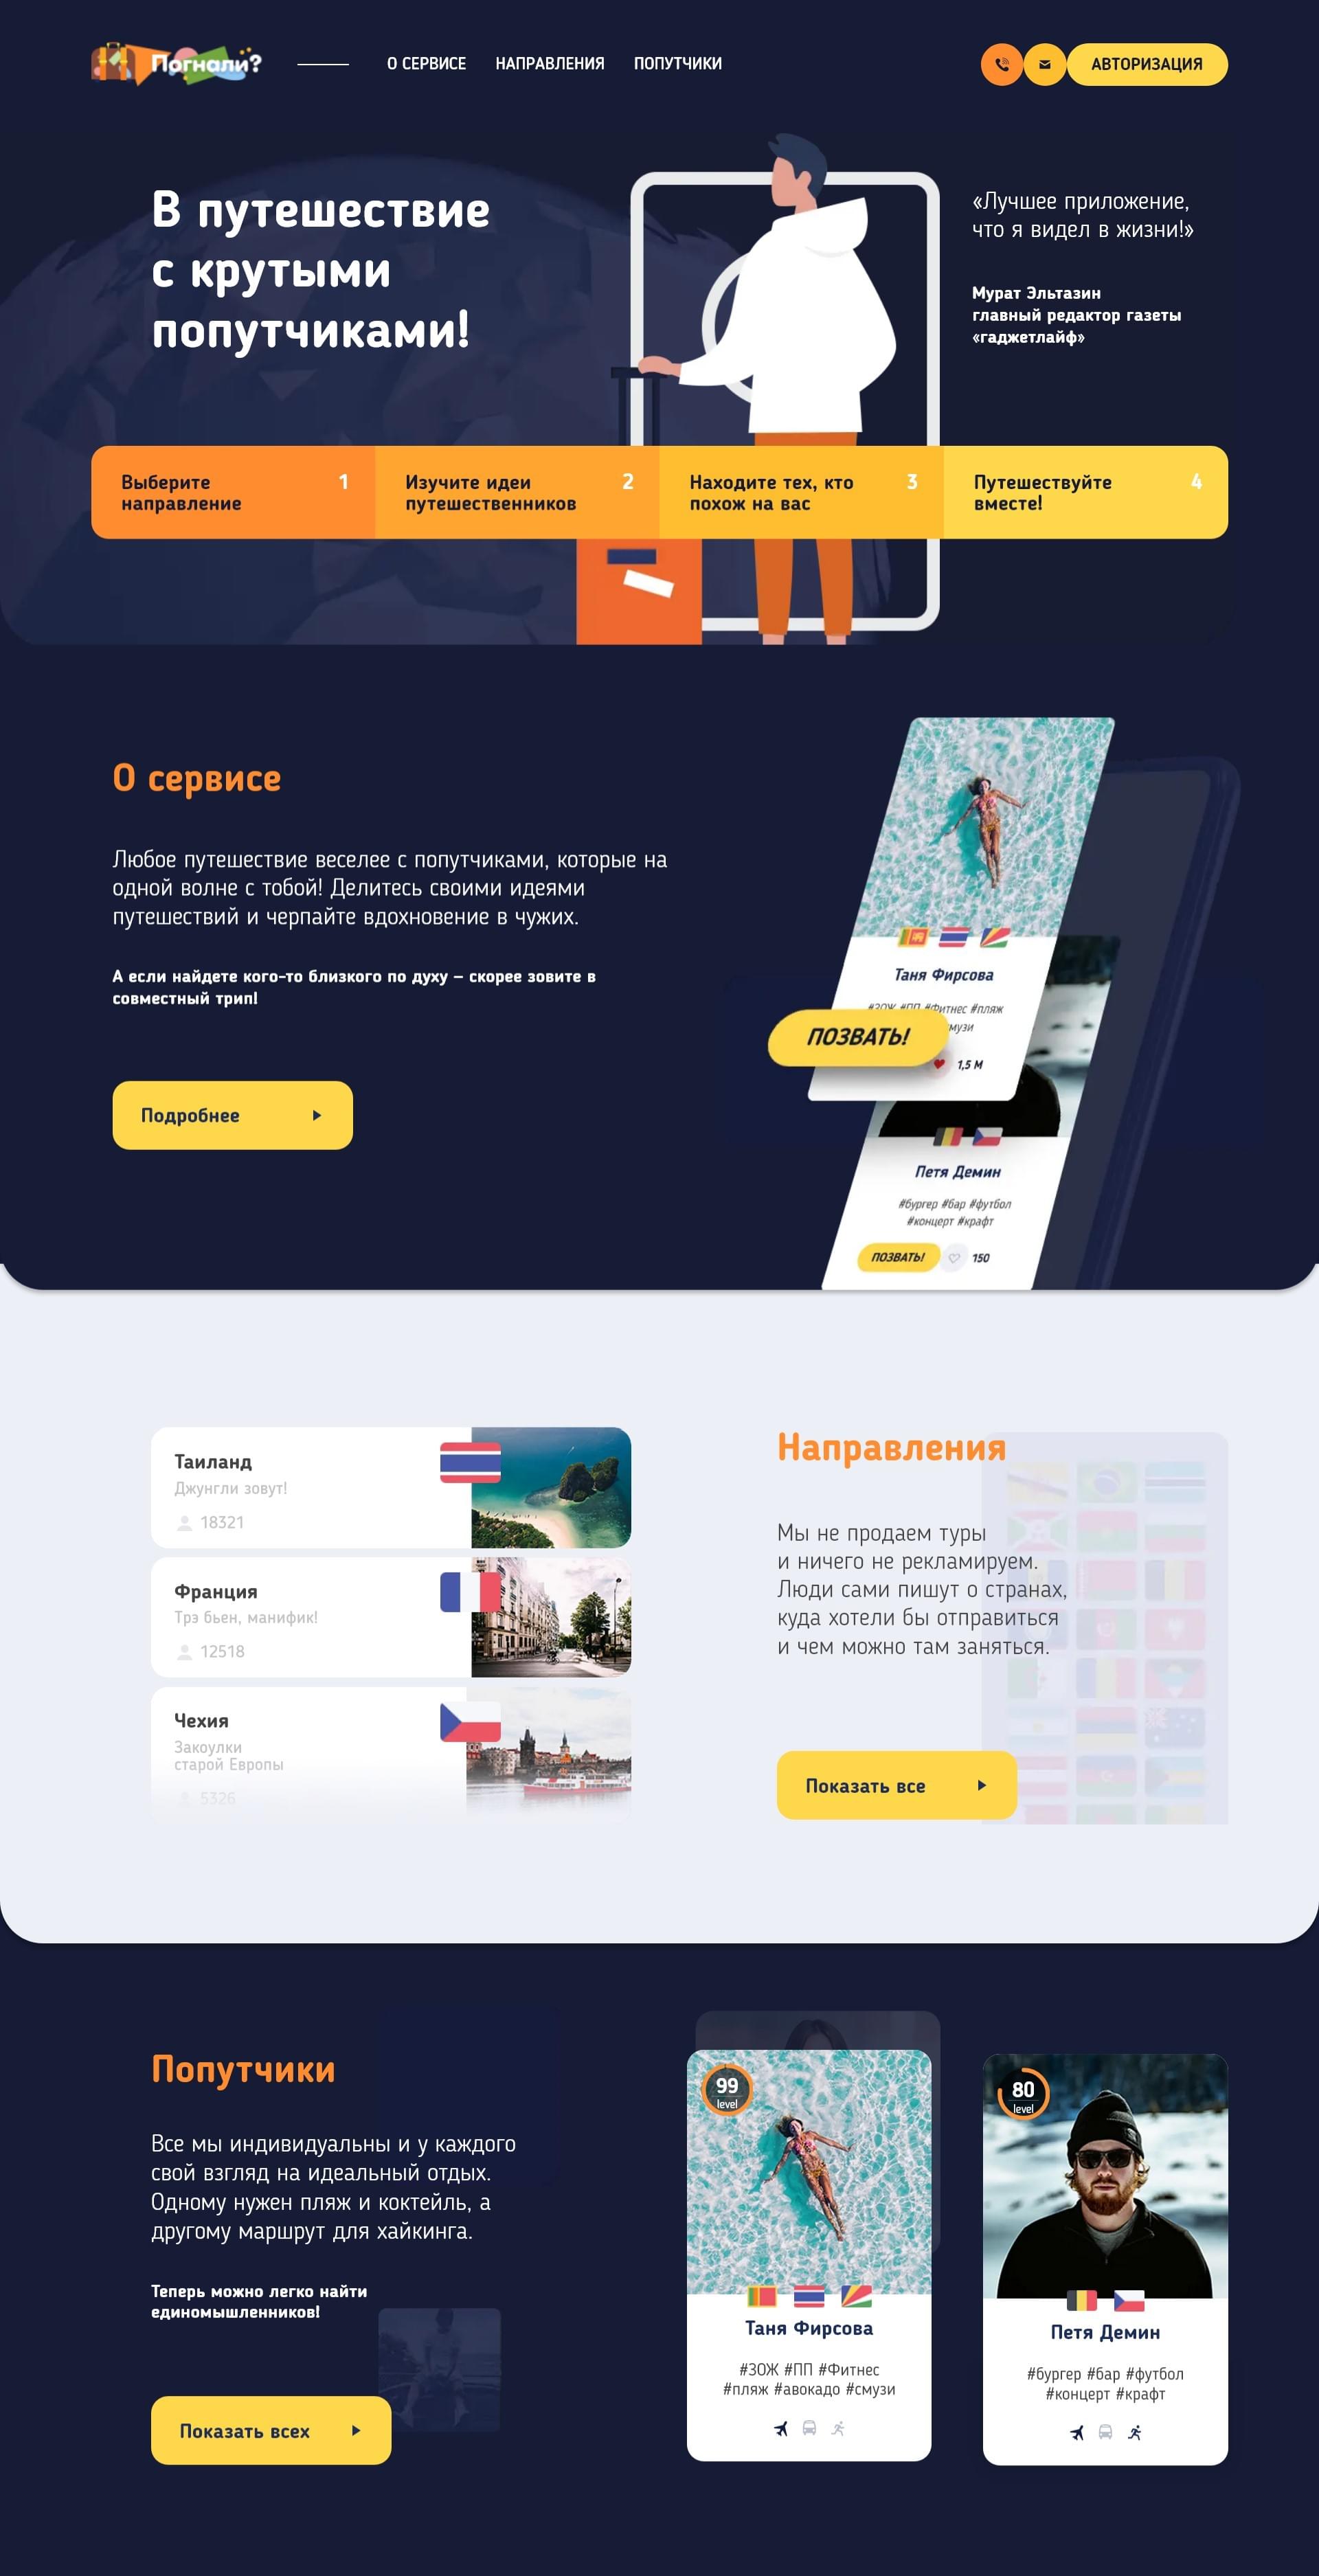 Погнали?
О СЕРВИСЕ
НАПРАВЛЕНИЯ
ПОПУТЧИКИ
АВТОРИЗАЦИЯ
В путешествие
с крутыми
попутчиками!
«Лучшее приложение,
что я видел в жизни!»
Мурат Эльтазин
главный редактор газеты
«гаджетлайф»
Выберите
направление
1
Изучите идеи
путешественников
2
Находите тех, кто
похож на вас
3
Путешествуйте
вместе!
4
О сервисе
Любое путешествие веселее с попутчиками, которые на
одной волне с тобой! Делитесь своими идеями
путешествий и черпайте вдохновение в чужих.
А если найдете кого-то близкого по духу – скорее зовите в
совместный трип!
Подробнее
Таня Фирсова
#ЗОЖ #ПП #Фитнес #пляж
смузи
ПОЗВАТЬ!
1,5 М
Петя Демин
#бургер #бар #футбол
#концерт #крафт
ПОЗВАТЬ!
150
Таиланд
Джунгли зовут!
18321
Франция
Трэ бьен, манифик!
12518
Чехия
Закоулки
старой Европы
5326
Направления
Мы не продаем туры
и ничего не рекламируем.
Люди сами пишут о странах,
куда хотели бы отправиться
и чем можно там заняться.
Показать все
Попутчики
Все мы индивидуальны и у каждого
свой взгляд на идеальный отдых.
Одному нужен пляж и коктейль, а
другому маршрут для хайкинга.
Теперь можно легко найти
единомышленников!
Показать всех
99
level
Таня Фирсова
#ЗОЖ #ПП #Фитнес
#пляж #авокадо #смузи
80
level
Петя Демин
#бургер #бар #футбол
#концерт #крафт